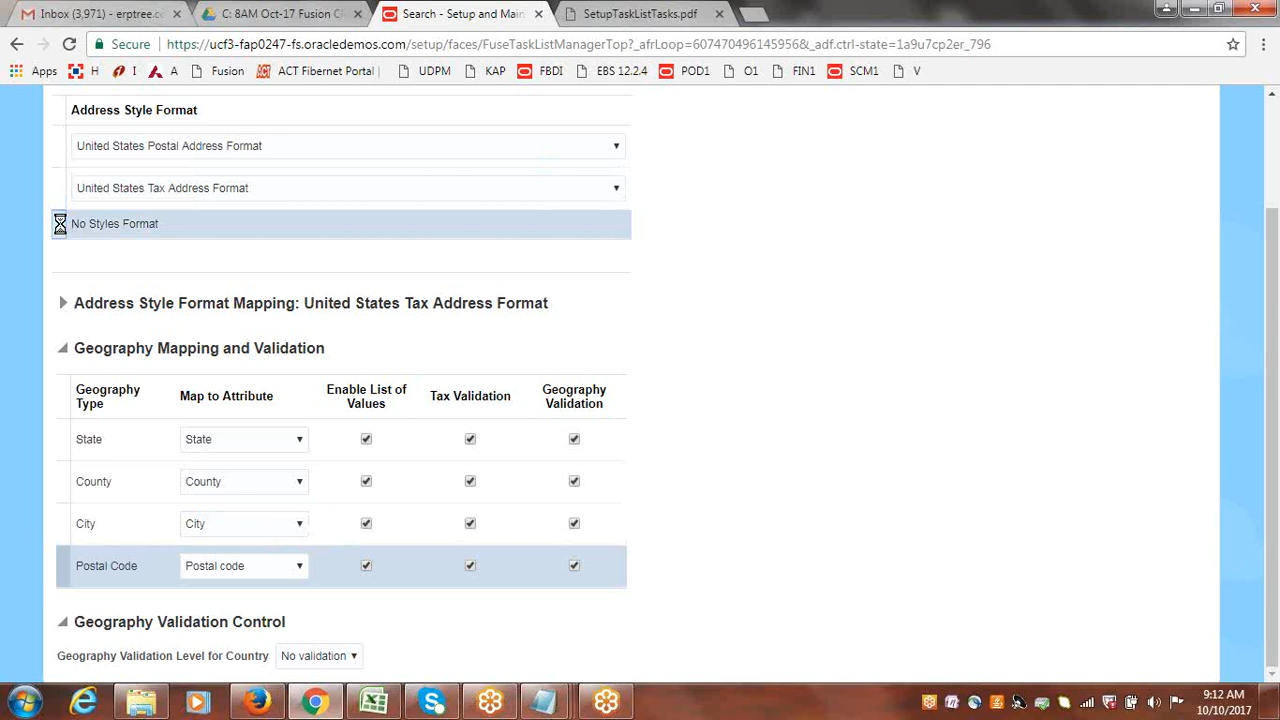 Inbox (3,971) - emptree.c
C: 8AM Oct-17 Fusion C
Search - Setup and Main
SetupTaskListTasks.pdf
Secure
https://ucf3-fap0247-fs.oracledemos.com/setup/faces/FuseTaskListManagerTop?_afrLoop=607470496145956&_adf.ctrl-state=1a9u7cp2er_796
Apps H A Fusion ACT Fibernet Portal | UDPM KAP FBDI EBS 12.2.4 POD1 O1 FIN1 SCM1 V
Address Style Format
United States Postal Address Format
United States Tax Address Format
No Styles Format
Address Style Format Mapping: United States Tax Address Format
Geography Mapping and Validation
Geography Type Map to Attribute Enable List of Values Tax Validation Geography Validation
State State
County County
City City
Postal Code Postal code
Geography Validation Control
Geography Validation Level for Country No validation
9:12 AM
10/10/2017